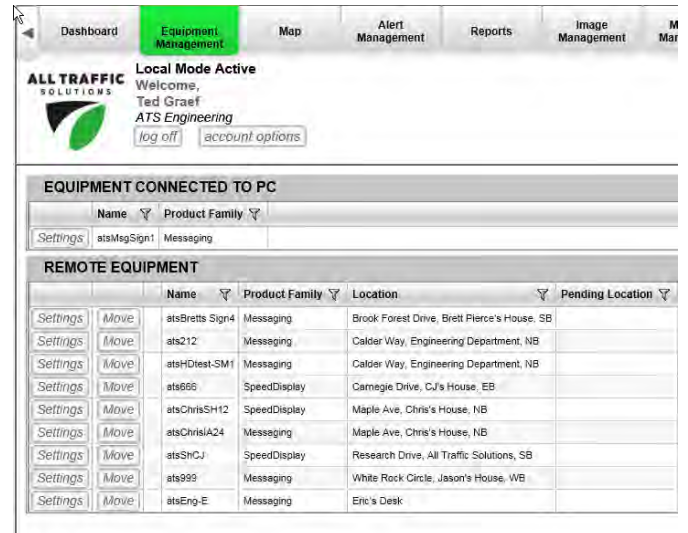 Dashboard Equipment Management Map Alert Management Reports Image Management M Mar
ALL TRAFFIC SOLUTIONS
Local Mode Active
Welcome,
Ted Graef
ATS Engineering
log off account options
EQUIPMENT CONNECTED TO PC
Name Product Family
Settings atsMsgSign1 Messaging
REMOTE EQUIPMENT
Name Product Family Location Pending Location
Settings Move atsBretts Sign4 Messaging Brook Forest Drive, Brett Pierce's House, SB
Settings Move ats212 Messaging Calder Way, Engineering Department, NB
Settings Move atsHDtest-SM1 Messaging Calder Way, Engineering Department, NB
Settings Move ats666 SpeedDisplay Carnegie Drive, CJ's House, EB
Settings Move atsChrisSH12 SpeedDisplay Maple Ave, Chris's House, NB
Settings Move atsChrisIA24 Messaging Maple Ave, Chris's House, NB
Settings Move atsShCJ SpeedDisplay Research Drive, All Traffic Solutions, SB
Settings Move ats999 Messaging White Rock Circle, Jason's House, WB
Settings Move atsEng-E Messaging Eric's Desk